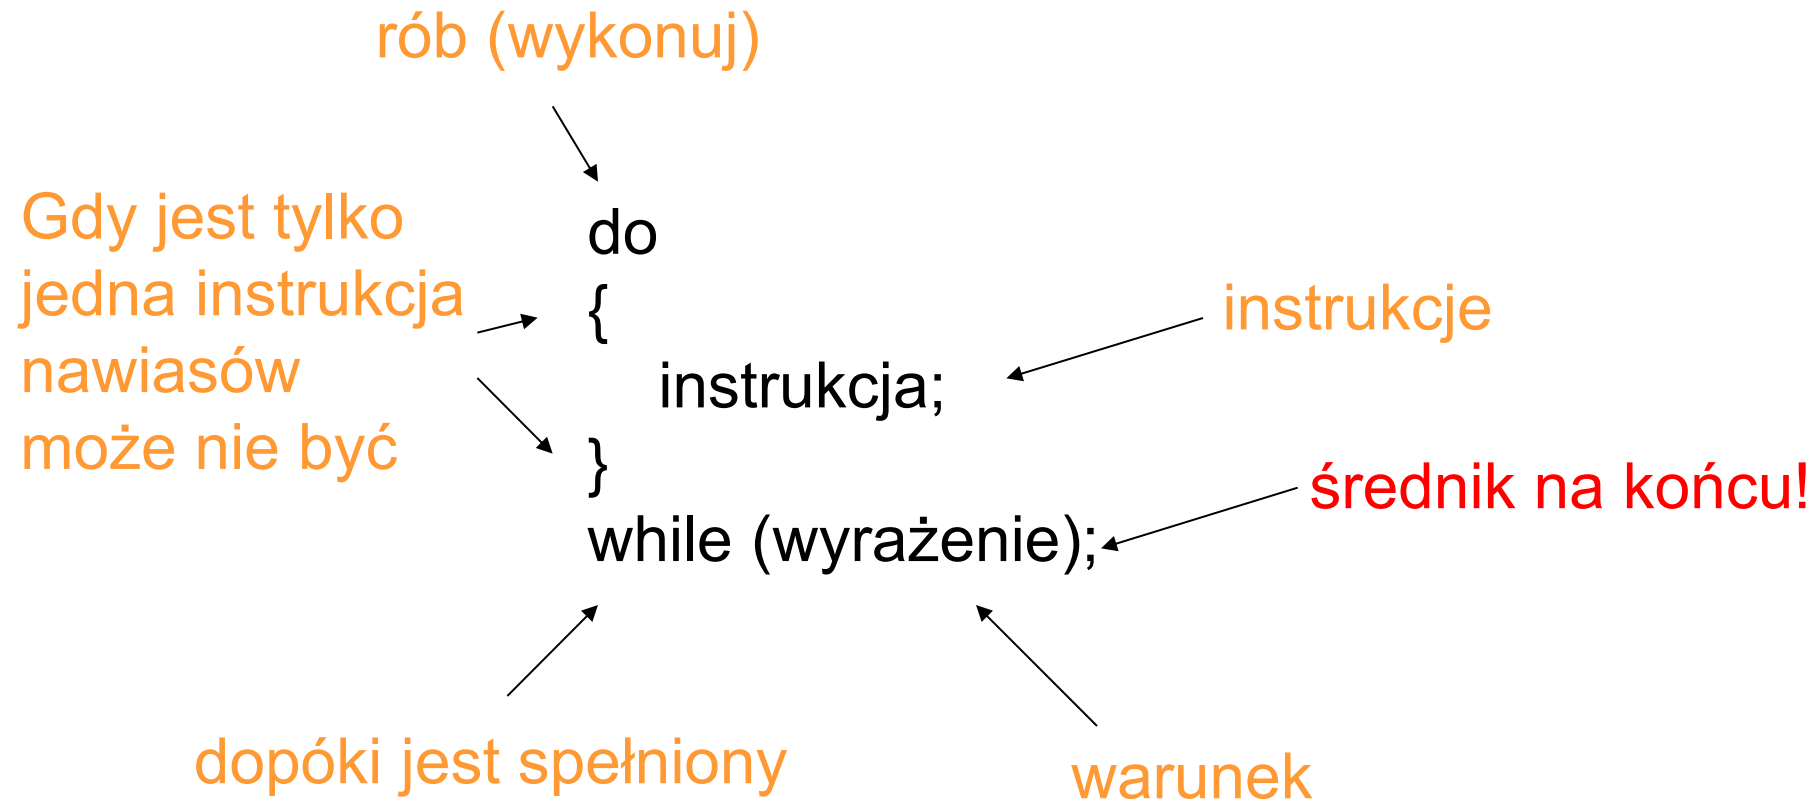 rób (wykonuj)
Gdy jest tylko
jedna instrukcja
nawiasów
może nie być
do
{
instrukcja;
}
while (wyrażenie);
instrukcje
średnik na końcu!
dopóki jest spełniony
warunek